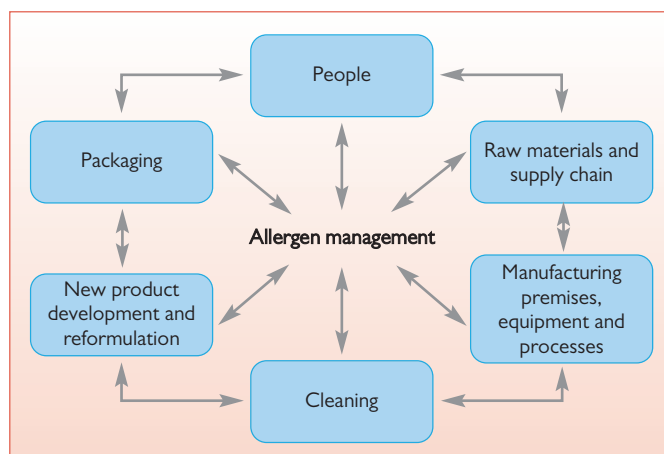 People
Packaging
Raw materials and
supply chain
Allergen management
New product
development and
reformulation
Manufacturing
premises,
equipment and
processes
Cleaning